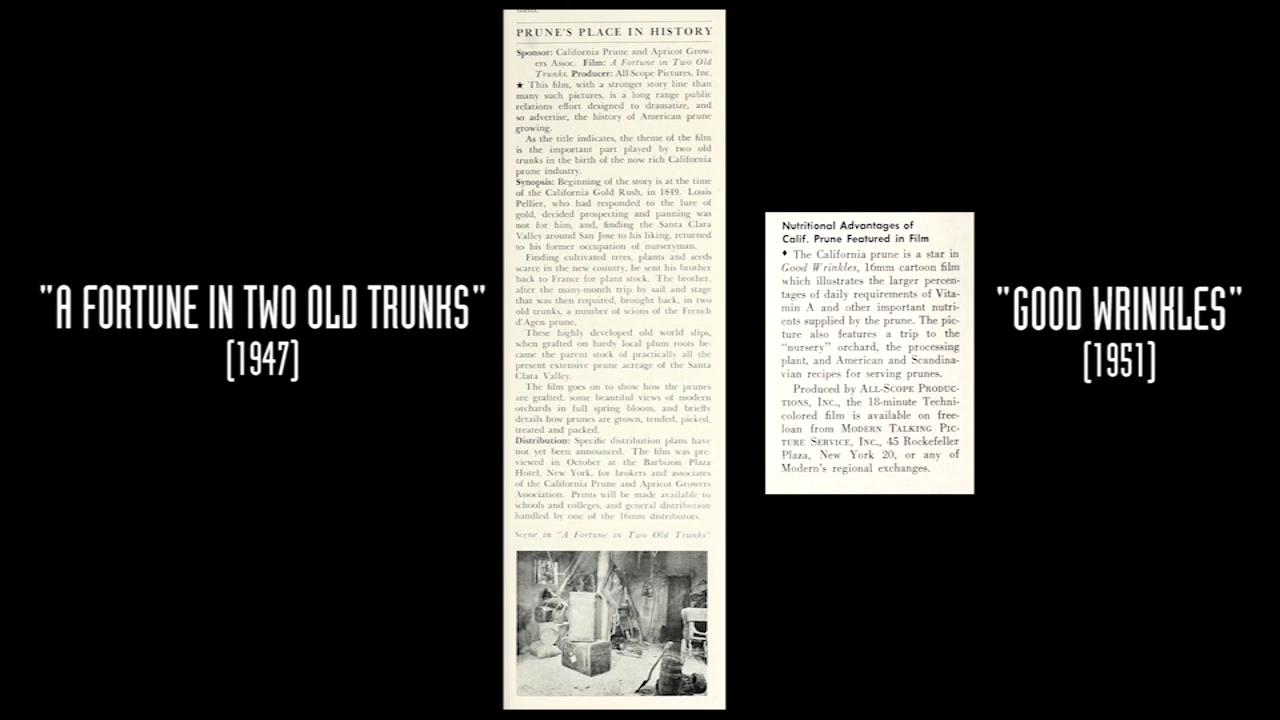 "A FORTUNE IN TWO OLD TRUNKS"
(1947)
PRUNE'S PLACE IN HISTORY
Sponsor: California Prune and Apricot Grow-
ers Assoc. Film: A Fortune in Two Old
Trunks. Producer: All-Scope Pictures, Inc.
★ This film, with a stronger story line than
many such pictures, is a long range public
relations effort designed to dramatize, and
so advertise, the history of American prune
growing.
As the title indicates, the theme of the film
is the important part played by two old
trunks in the birth of the now rich California
prune industry.
Synopsis: Beginning of the story is at the time
of the California Gold Rush, in 1849. Louis
Pellier, who had responded to the lure of
gold, decided prospecting and panning was
not for him, and, finding the Santa Clara
Valley around San Jose to his liking, returned
to his former occupation of nurseryman.
Finding cultivated trees, plants and seeds
scarce in the new country, he sent his brother
back to France for plant stock. The brother,
after the many-month trip by sail and stage
that was then required, brought back, in two
old trunks, a number of scions of the French
d'Agen prune.
These highly developed old world slips,
when grafted on hardy local plum roots be-
came the parent stock of practically all the
present extensive prune acreage of the Santa
Clara Valley.
The film goes on to show how the prunes
are grafted, some beautiful views of modern
orchards in full spring bloom, and briefly
details how prunes are grown, tended, picked,
treated and packed.
Distribution: Specific distribution plans have
not yet been announced. The film was pre-
viewed in October at the Barbizon Plaza
Hotel, New York, for brokers and associates
of the California Prune and Apricot Growers
Association. Prints will be made available to
schools and colleges, and general distribution
handled by one of the 16mm distributors.
Scene in "A Fortune in Two Old Trunks"
Nutritional Advantages of
Calif. Prune Featured in Film
♦ The California prune is a star in
Good Wrinkles, 16mm cartoon film
which illustrates the larger percen-
tages of daily requirements of Vita-
min A and other important nutri-
ents supplied by the prune. The pic-
ture also features a trip to the
"nursery" orchard, the processing
plant, and American and Scandina-
vian recipes for serving prunes.
Produced by ALL-SCOPE PRODUC-
TIONS, INC., the 18-minute Techni-
colored film is available on free-
loan from MODERN TALKING PIC-
TURE SERVICE, INC., 45 Rockefeller
Plaza, New York 20, or any of
Modern's regional exchanges.
"GOOD WRINKLES"
(1951)